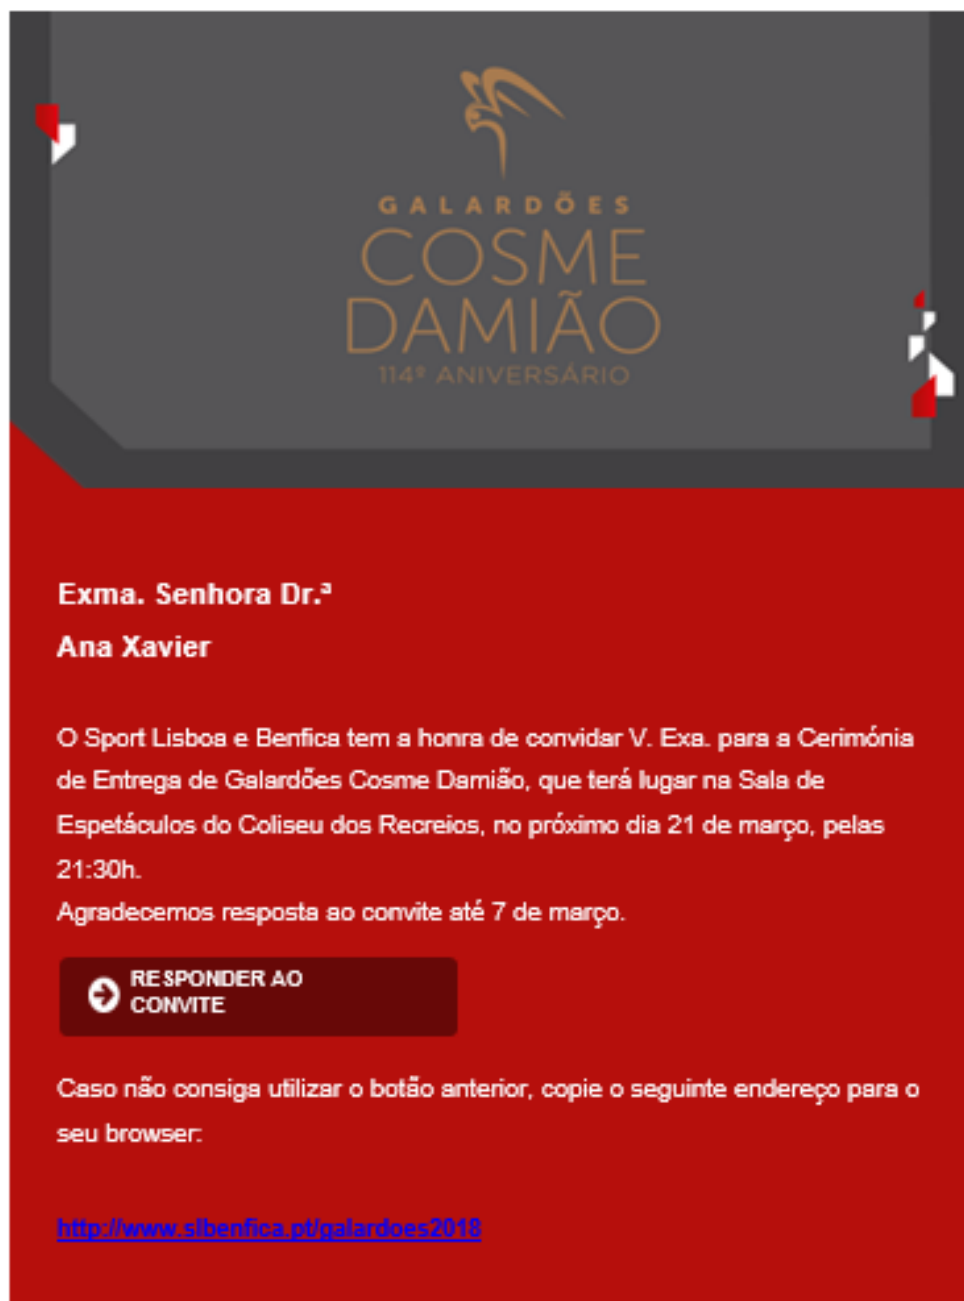 GALARDÕES
COSME
DAMIÃO
114º ANIVERSÁRIO
Exma. Senhora Dr.ª
Ana Xavier
O Sport Lisboa e Benfica tem a honra de convidar V. Exa. para a Cerimónia
de Entrega de Galardões Cosme Damião, que terá lugar na Sala de
Espetáculos do Coliseu dos Recreios, no próximo dia 21 de março, pelas
21:30h.
Agradecemos resposta ao convite até 7 de março.
RESPONDER AO
CONVITE
Caso não consiga utilizar o botão anterior, copie o seguinte endereço para o
seu browser:
http://www.slbenfica.pt/galardoes2018